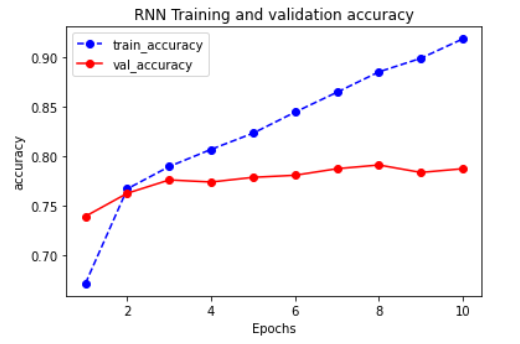 RNN Training and validation accuracy
train_accuracy
val_accuracy
accuracy
0.90
0.85
0.80
0.75
0.70
2 4 6 8 10
Epochs